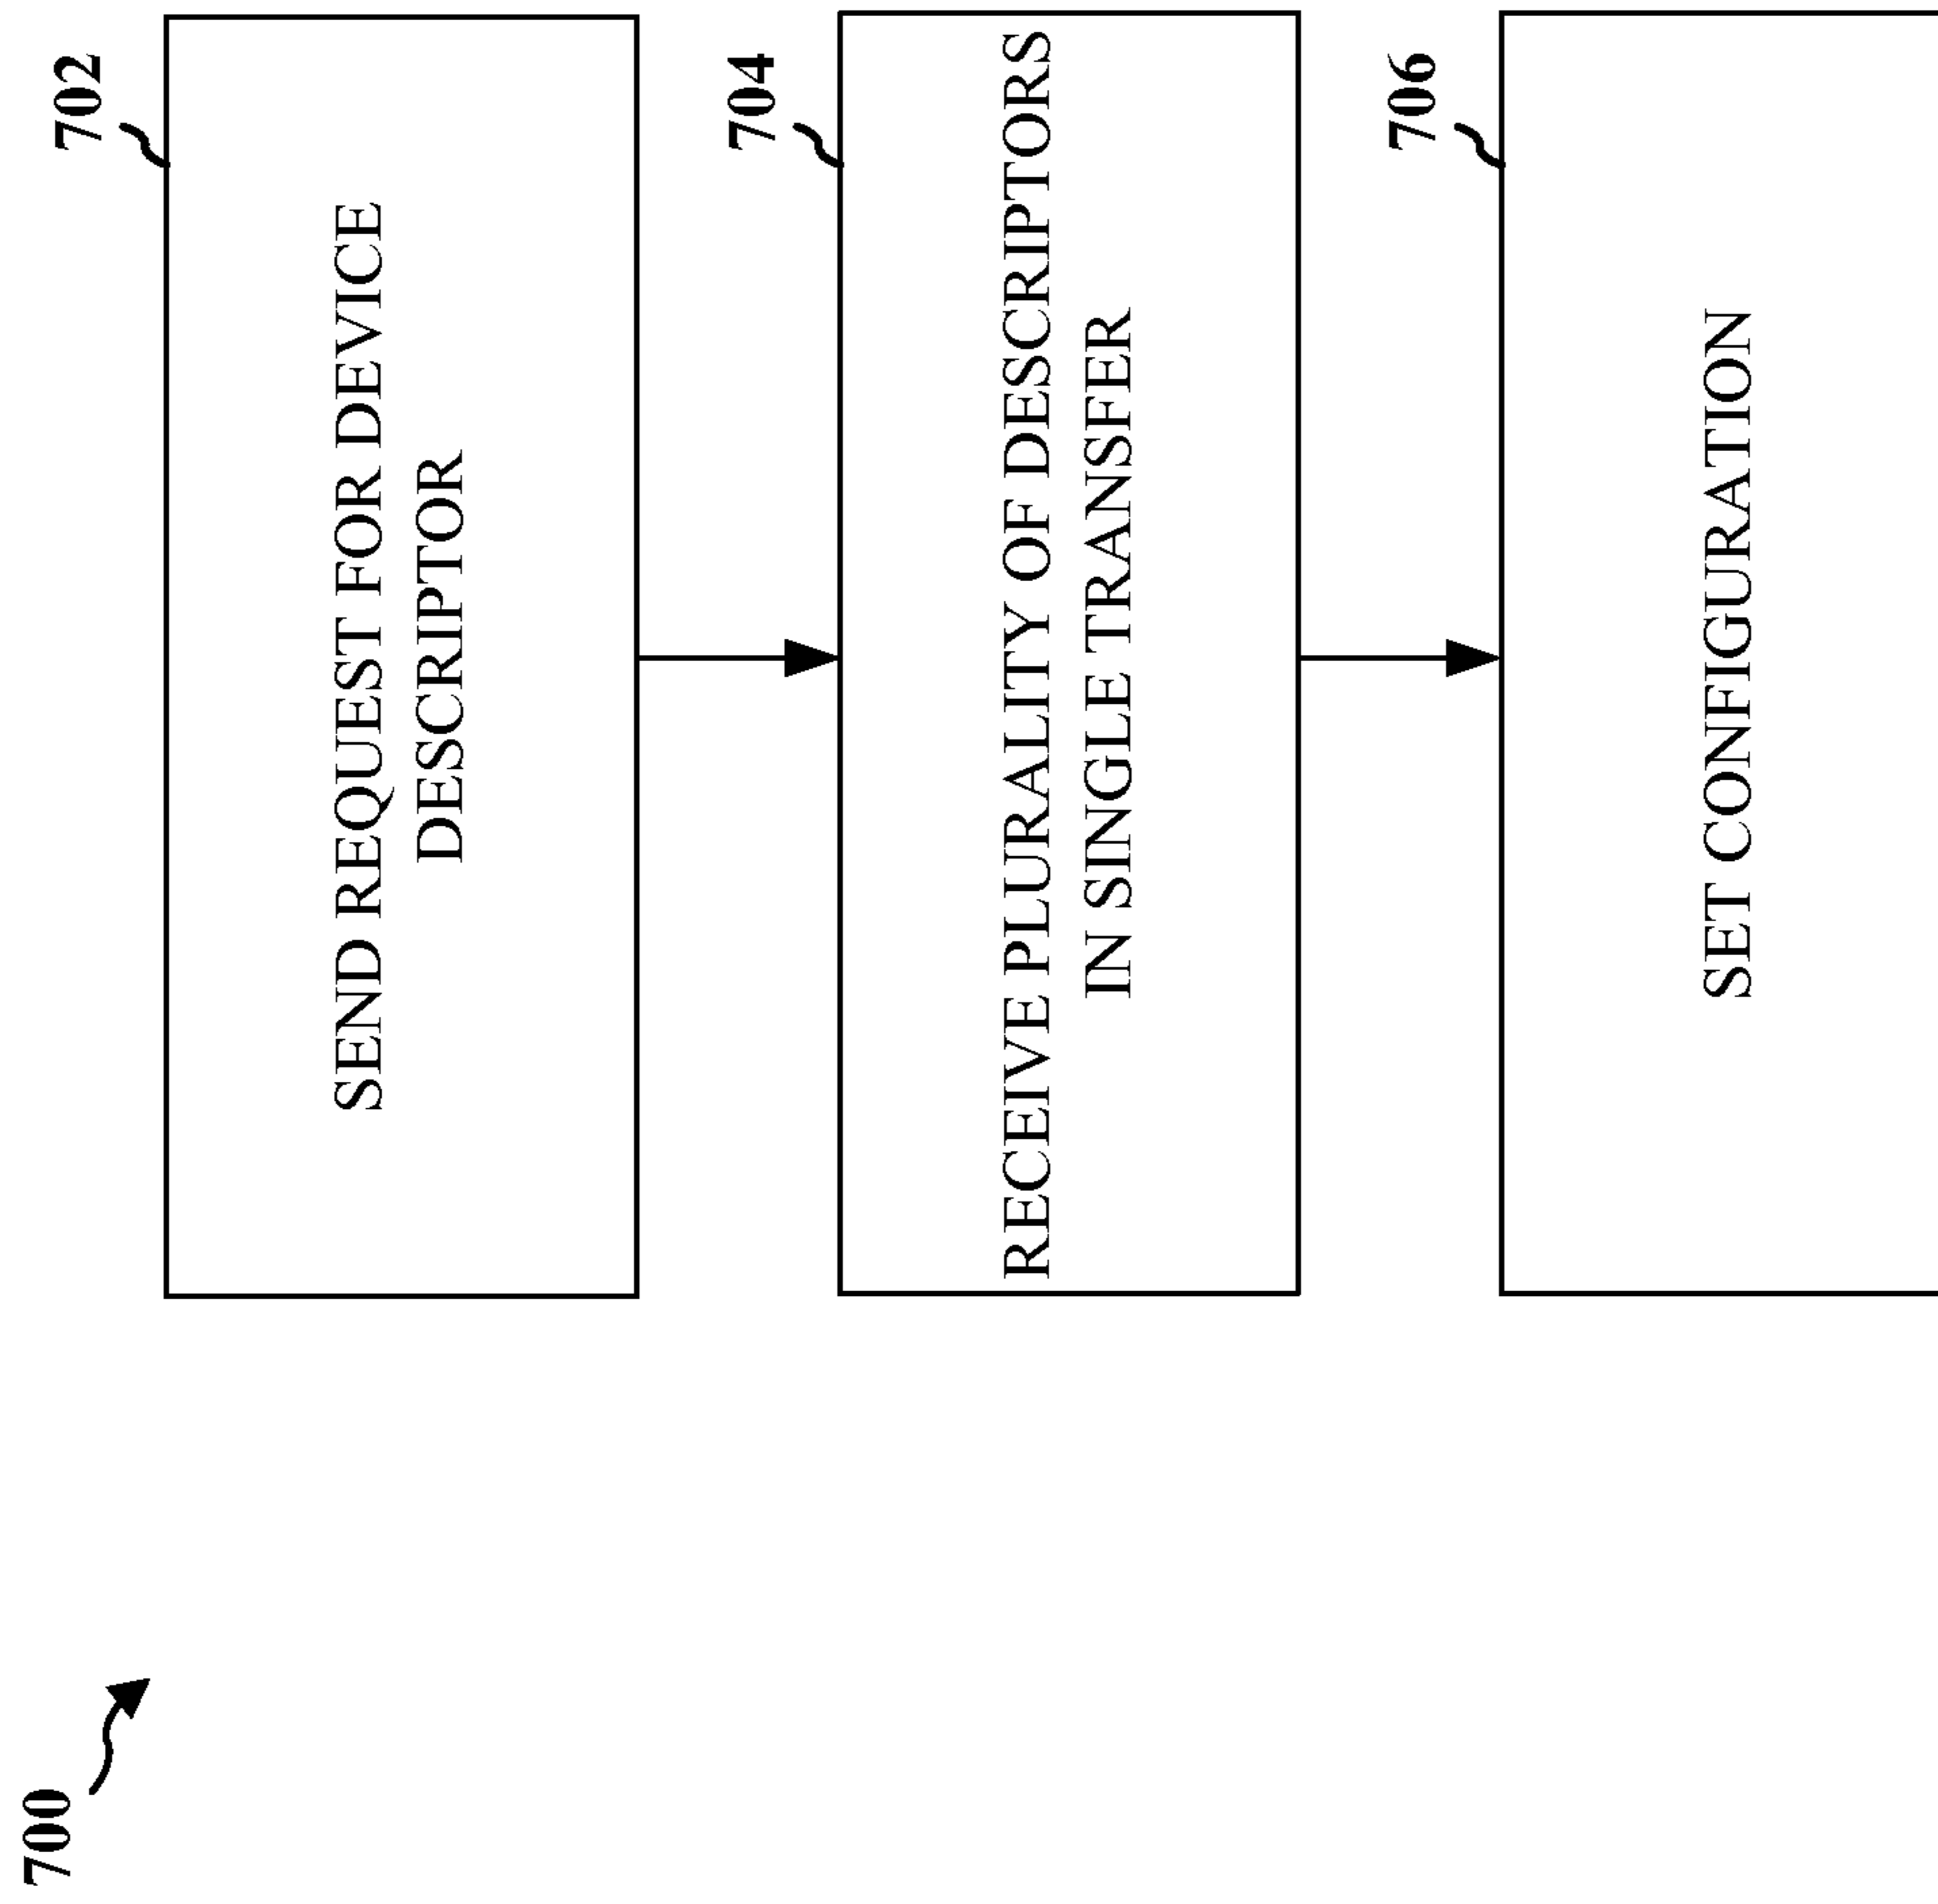 700
702
SEND REQUEST FOR DEVICE
DESCRIPTOR
704
RECEIVE PLURALITY OF DESCRIPTORS
IN SINGLE TRANSFER
706
SET CONFIGURATION